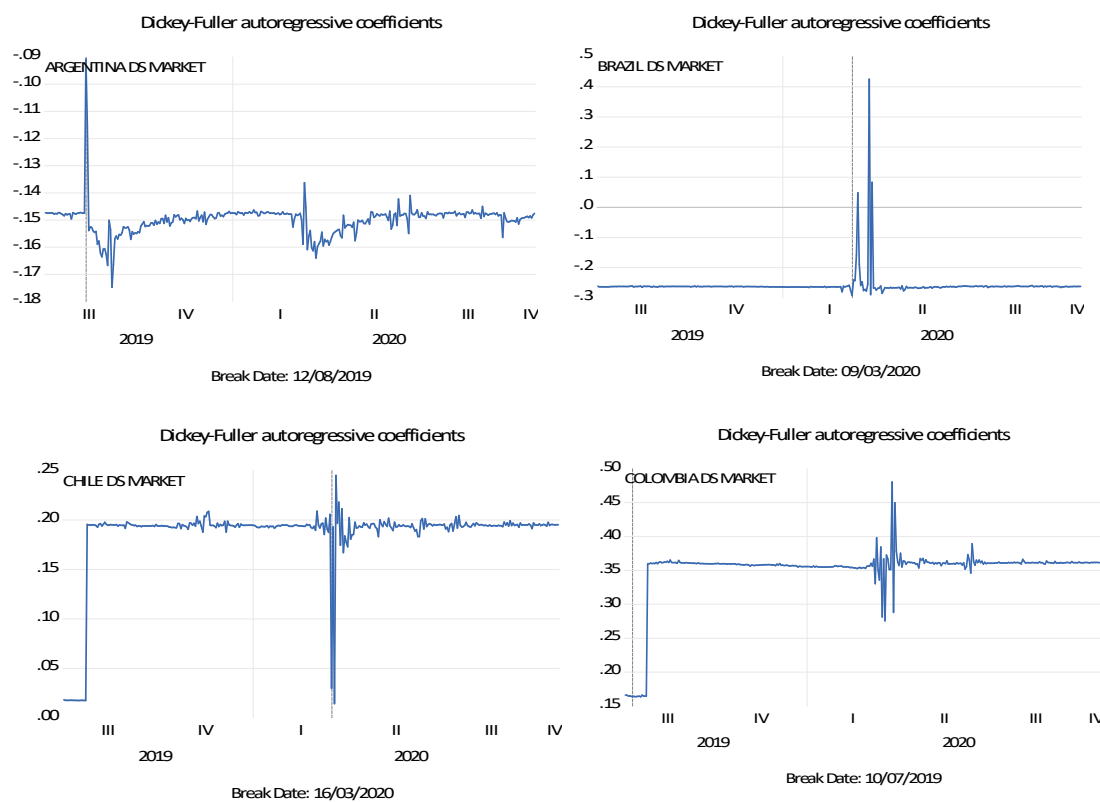 Dickey-Fuller autoregressive coefficients
ARGENTINA DS MARKET
-.09
-.10
-.11
-.12
-.13
-.14
-.15
-.16
-.17
-.18
III IV I II III IV
2019 2020
Break Date: 12/08/2019
Dickey-Fuller autoregressive coefficients
BRAZIL DS MARKET
.5
.4
.3
.2
.1
.0
-.1
-.2
-.3
III IV I II III IV
2019 2020
Break Date: 09/03/2020
Dickey-Fuller autoregressive coefficients
CHILE DS MARKET
.25
.20
.15
.10
.05
.00
III IV I II III IV
2019 2020
Break Date: 16/03/2020
Dickey-Fuller autoregressive coefficients
COLOMBIA DS MARKET
.50
.45
.40
.35
.30
.25
.20
.15
III IV I II III IV
2019 2020
Break Date: 10/07/2019